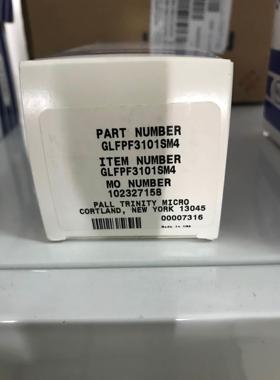 PART NUMBER
GLFPF3101SM4
ITEM NUMBER
GLFPF3101SM4
MO NUMBER
102327158
PALL TRINITY MICRO
CORTLAND, NEW YORK 13045
00007316
Made in USA